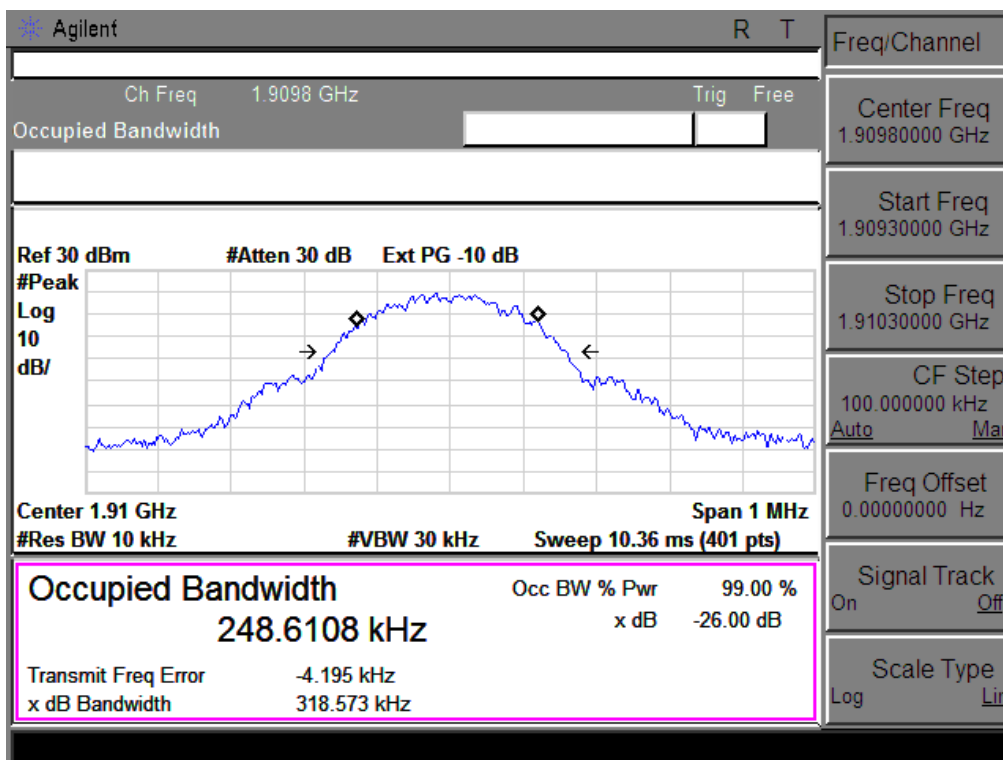 Agilent R T
Ch Freq 1.9098 GHz Trig Free
Occupied Bandwidth
Ref 30 dBm #Atten 30 dB Ext PG -10 dB
#Peak
Log
10
dB/
Center 1.91 GHz Span 1 MHz
#Res BW 10 kHz #VBW 30 kHz Sweep 10.36 ms (401 pts)
Occupied Bandwidth
248.6108 kHz
Occ BW % Pwr 99.00 %
x dB -26.00 dB
Transmit Freq Error -4.195 kHz
x dB Bandwidth 318.573 kHz
Freq/Channel
Center Freq
1.90980000 GHz
Start Freq
1.90930000 GHz
Stop Freq
1.91030000 GHz
CF Step
100.000000 kHz
Auto Ma
Freq Offset
0.00000000 Hz
Signal Track
On Off
Scale Type
Log Lin